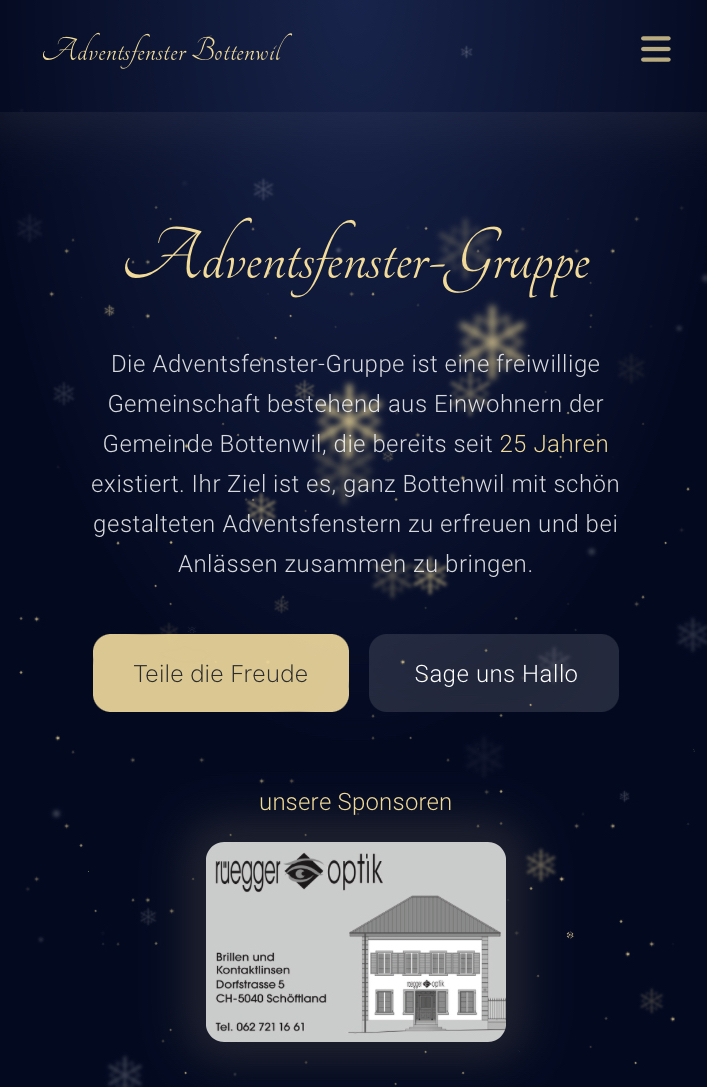 Adventsfenster Bottenwil
Adventsfenster-Gruppe
Die Adventsfenster-Gruppe ist eine freiwillige
Gemeinschaft bestehend aus Einwohnern der
Gemeinde Bottenwil, die bereits seit 25 Jahren
existiert. Ihr Ziel ist es, ganz Bottenwil mit schön
gestalteten Adventsfenstern zu erfreuen und bei
Anlässen zusammen zu bringen.
Teile die Freude
Sage uns Hallo
unsere Sponsoren
rüegger optik
Brillen und
Kontaktlinsen
Dorfstrasse 5
CH-5040 Schöftland
Tel. 062 721 16 61
rüegger optik